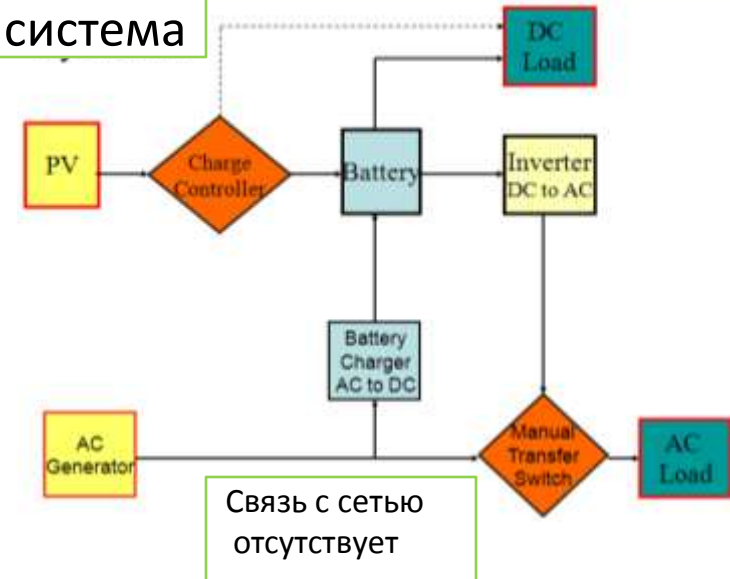 система
DC
Load
PV
Charge
Controller
Battery
Inverter
DC to AC
Battery
Charger
AC to DC
AC
Generator
Manual
Transfer
Switch
AC
Load
Связь с сетью
отсутствует